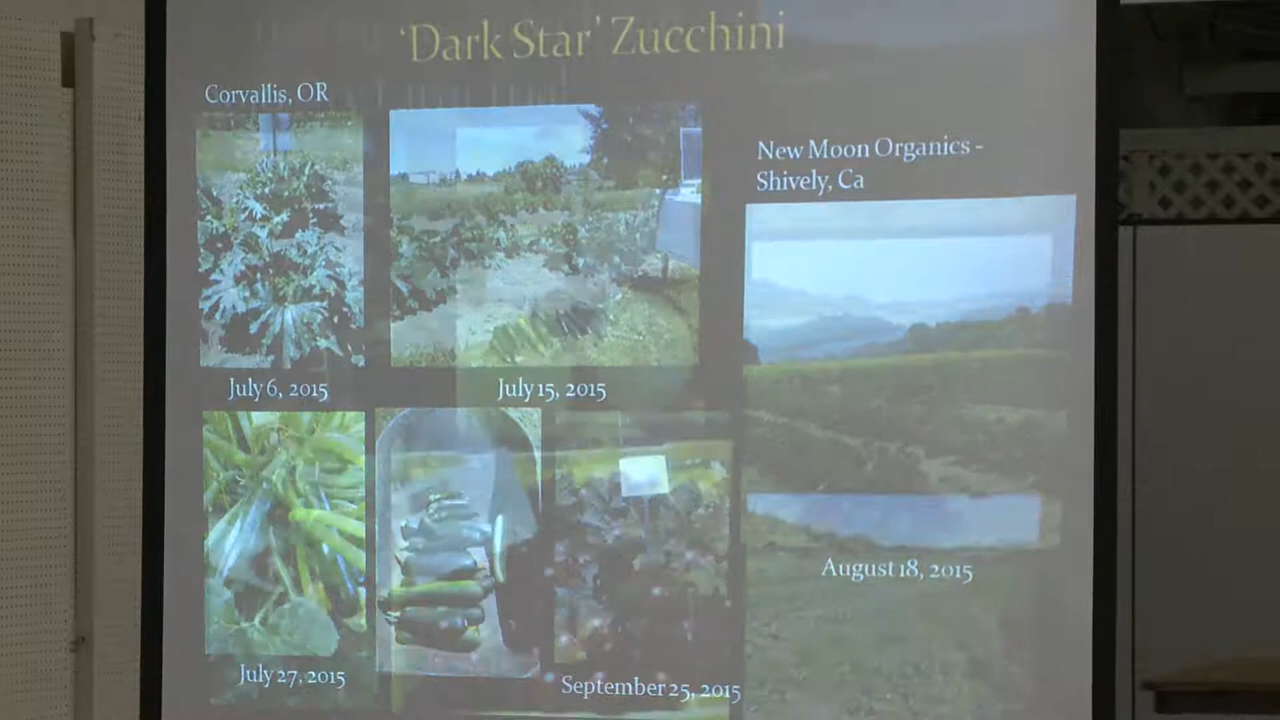 'Dark Star' Zucchini
Corvallis, OR
New Moon Organics -
Shively, Ca
July 6, 2015
July 15, 2015
August 18, 2015
July 27, 2015
September 25, 2015